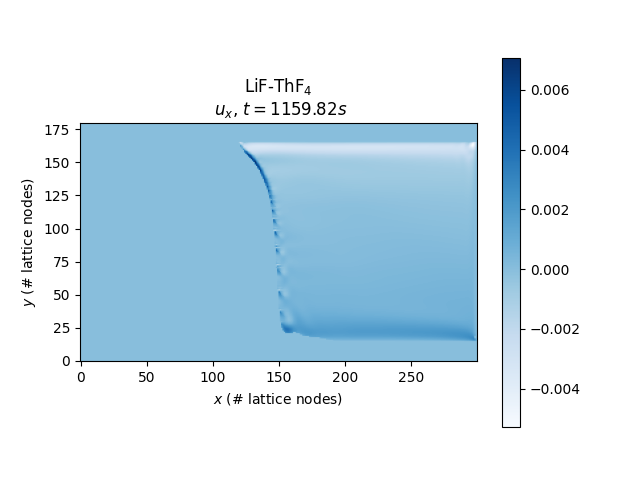 LiF-ThF₄
uₓ, t = 1159.82s
175
150
125
100
75
50
25
0
y (# lattice nodes)
0 50 100 150 200 250
x (# lattice nodes)
0.006
0.004
0.002
0.000
−0.002
−0.004